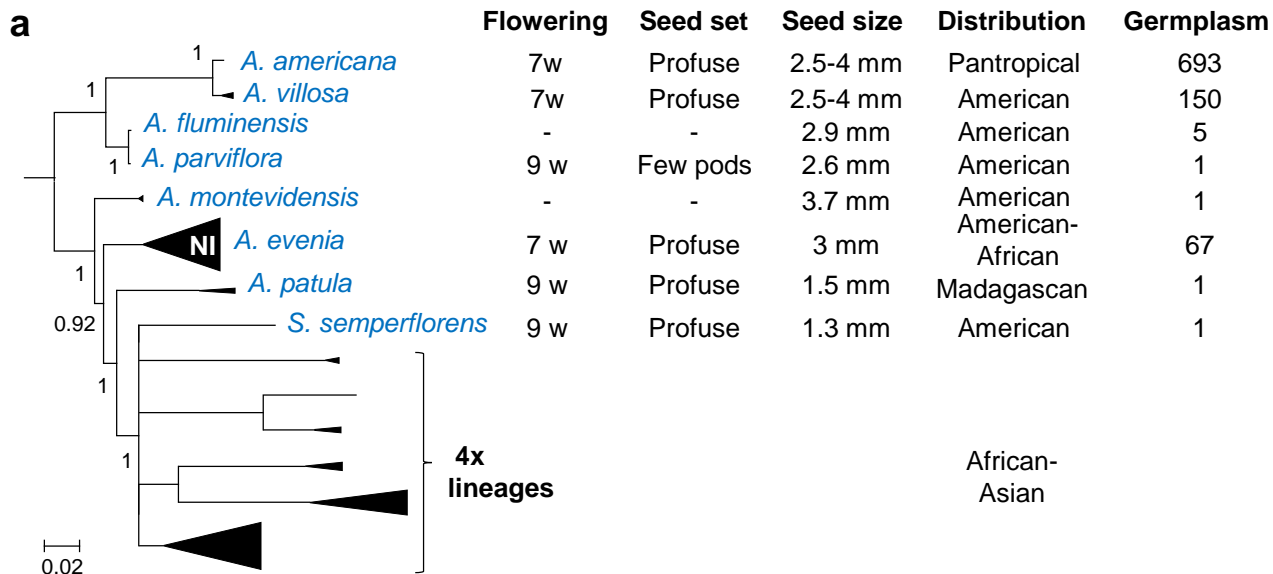 a
Flowering Seed set Seed size Distribution Germplasm
1 A. americana 7w Profuse 2.5-4 mm Pantropical 693
1 A. villosa 7w Profuse 2.5-4 mm American 150
A. fluminensis - - 2.9 mm American 5
1 A. parviflora 9 w Few pods 2.6 mm American 1
A. montevidensis - - 3.7 mm American 1
NI A. evenia 7 w Profuse 3 mm American-African 67
1
A. patula 9 w Profuse 1.5 mm Madagascan 1
0.92 S. semperflorens 9 w Profuse 1.3 mm American 1
1
1
4x
lineages
African-
Asian
0.02